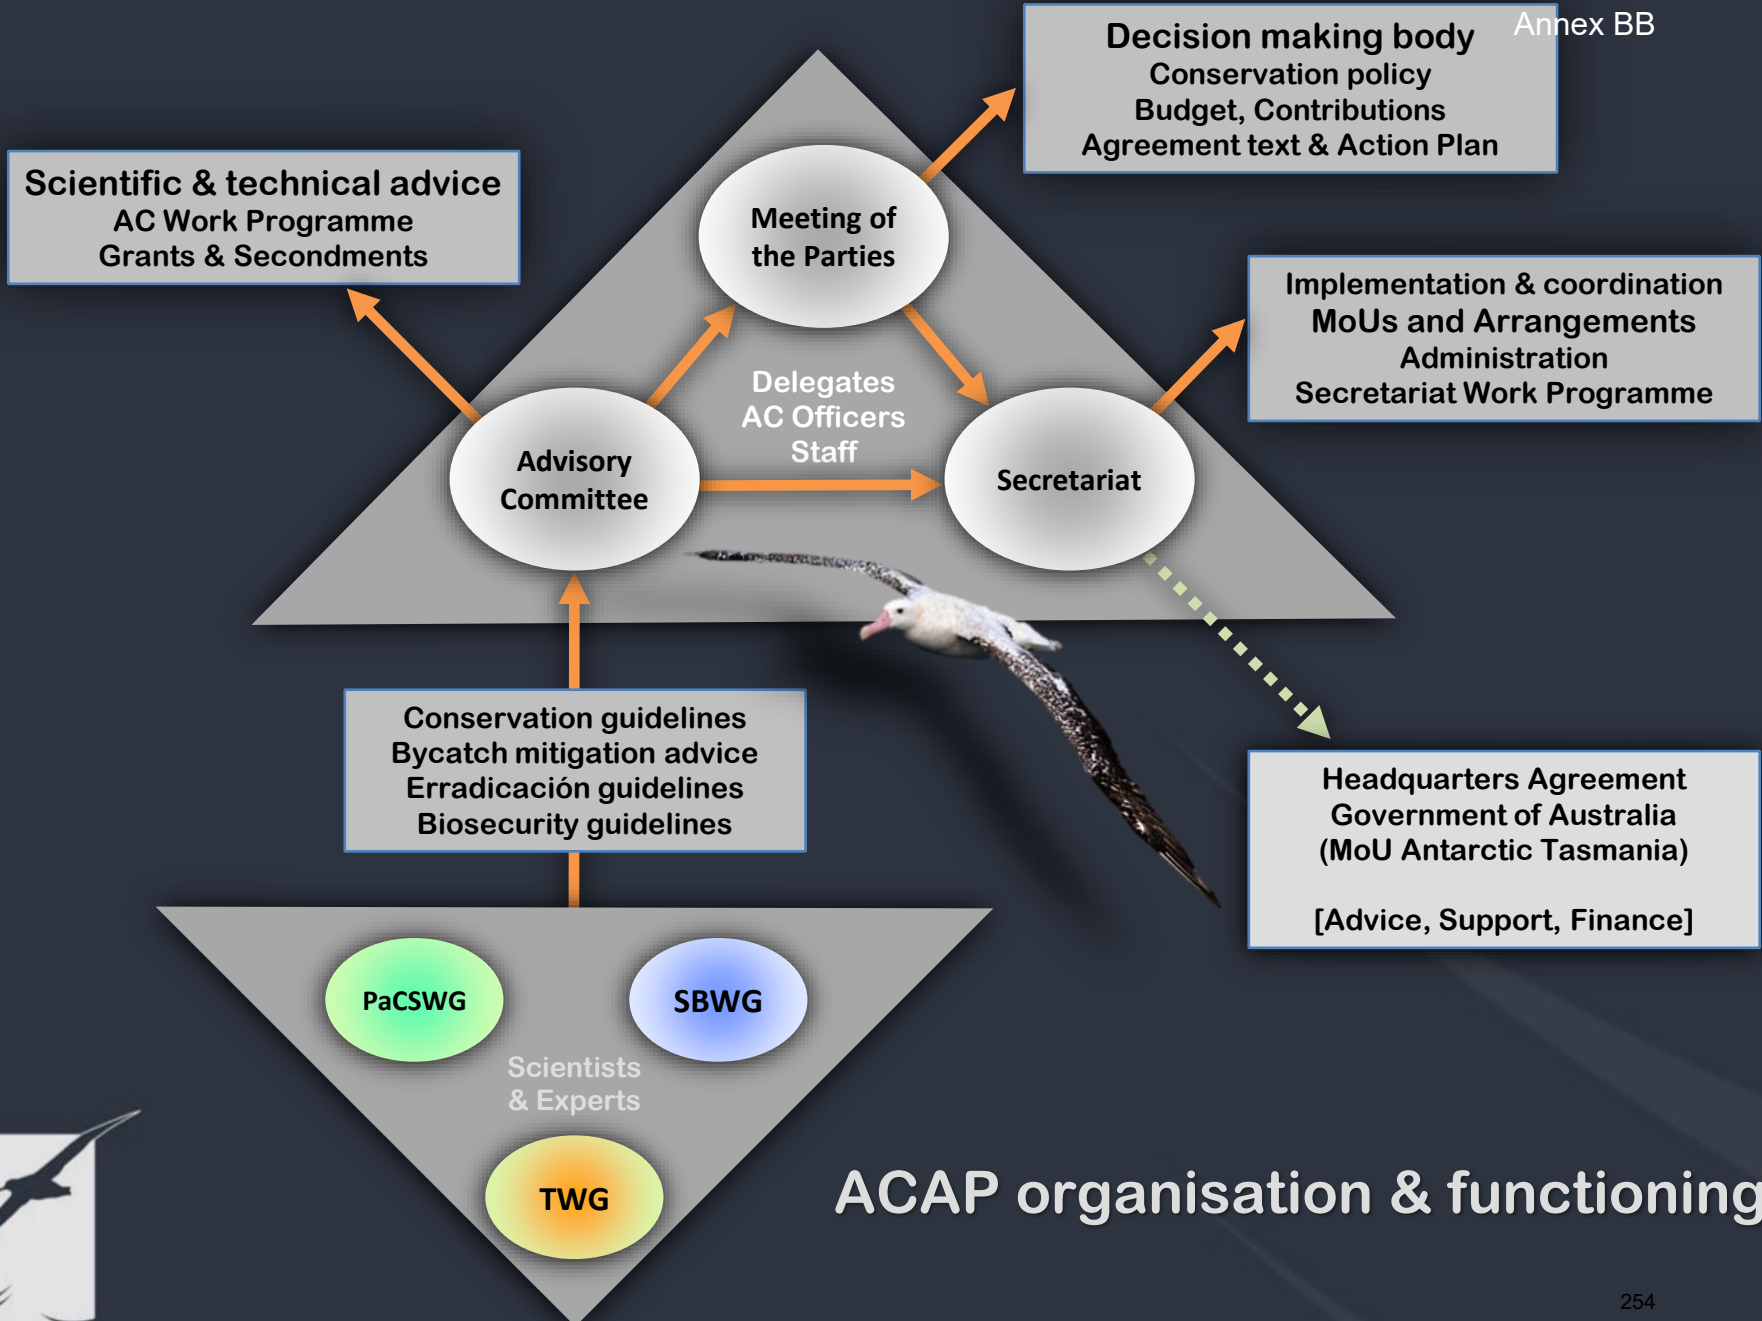 Annex BB
Decision making body
Conservation policy
Budget, Contributions
Agreement text & Action Plan
Scientific & technical advice
AC Work Programme
Grants & Secondments
Meeting of
the Parties
Implementation & coordination
MoUs and Arrangements
Administration
Secretariat Work Programme
Delegates
AC Officers
Staff
Advisory
Committee
Secretariat
Conservation guidelines
Bycatch mitigation advice
Erradicación guidelines
Biosecurity guidelines
Headquarters Agreement
Government of Australia
(MoU Antarctic Tasmania)
[Advice, Support, Finance]
PaCSWG
SBWG
Scientists
& Experts
TWG
ACAP organisation & functioning
254